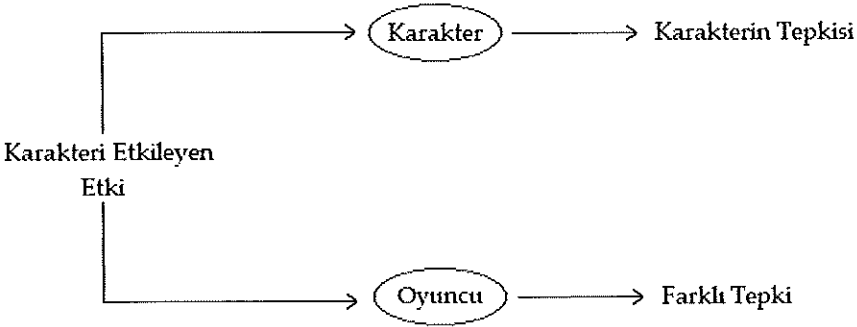 Karakter
Karakterin Tepkisi
Karakteri Etkileyen
Etki
Oyuncu
Farklı Tepki